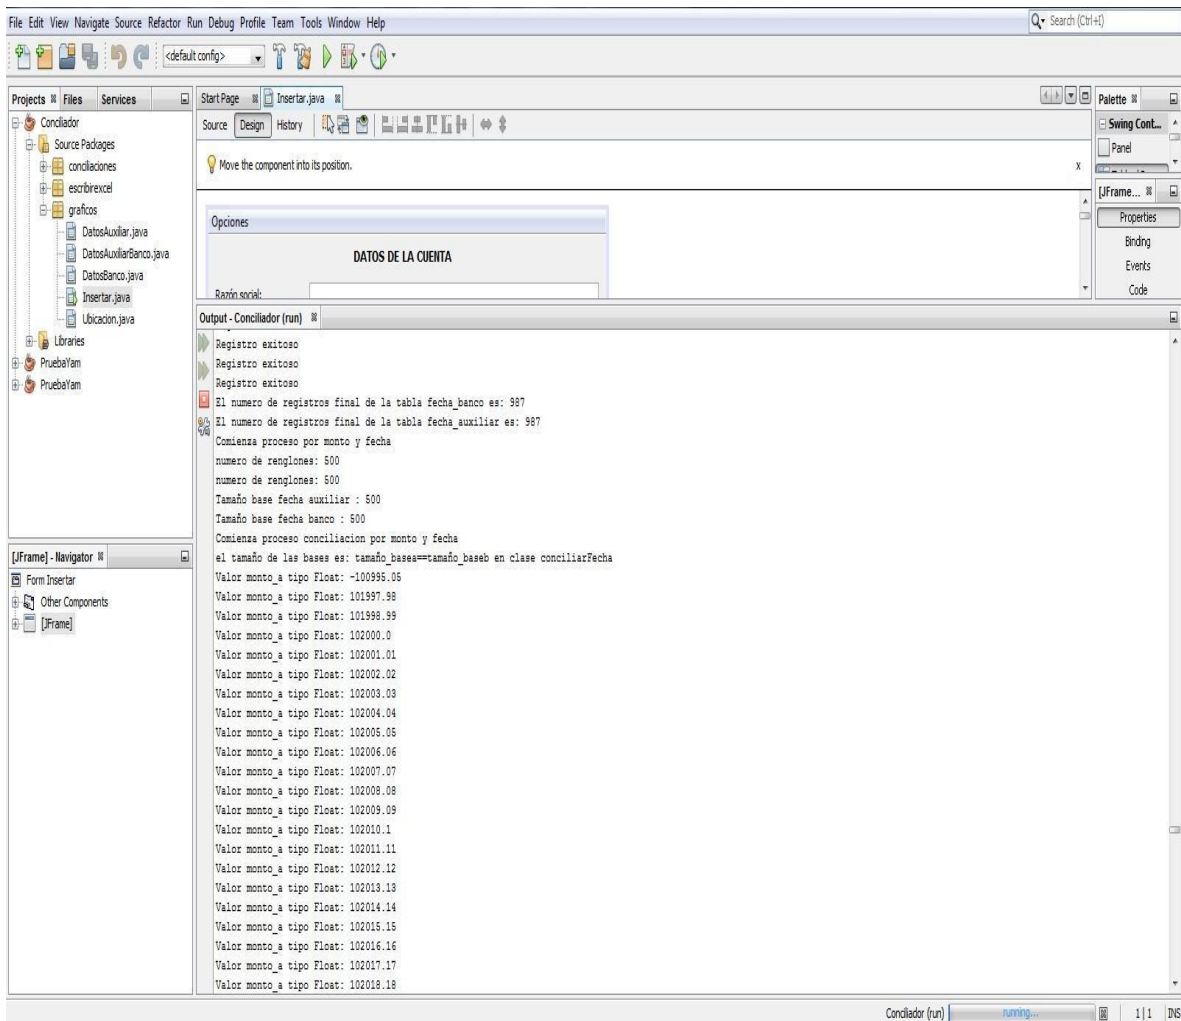 File Edit View Navigate Source Refactor Run Debug Profile Team Tools Window Help
Search (Ctrl+I)
<default config>
Projects Files Services
Conciliador
Source Packages
conciliaciones
escribirexcel
graficos
DatosAuxiliar.java
DatosAuxiliarBanco.java
DatosBanco.java
Insertar.java
Ubicacion.java
Libraries
PruebaYam
PruebaYam
[JFrame] - Navigator
Form Insertar
Other Components
[JFrame]
Start Page Insertar.java
Source Design History
Move the component into its position.
x
Opciones
DATOS DE LA CUENTA
Razón social:
Palette
Swing Cont...
Panel
[JFrame...
Properties
Binding
Events
Code
Output - Conciliador (run)
Registro exitoso
Registro exitoso
Registro exitoso
El numero de registros final de la tabla fecha_banco es: 987
El numero de registros final de la tabla fecha_auxiliar es: 987
Comienza proceso por monto y fecha
numero de renglones: 500
numero de renglones: 500
Tamaño base fecha auxiliar : 500
Tamaño base fecha banco : 500
Comienza proceso conciliacion por monto y fecha
el tamaño de las bases es: tamaño_basea==tamaño_baseb en clase conciliarFecha
Valor monto_a tipo Float: -100995.05
Valor monto_a tipo Float: 101997.98
Valor monto_a tipo Float: 101998.99
Valor monto_a tipo Float: 102000.0
Valor monto_a tipo Float: 102001.01
Valor monto_a tipo Float: 102002.02
Valor monto_a tipo Float: 102003.03
Valor monto_a tipo Float: 102004.04
Valor monto_a tipo Float: 102005.05
Valor monto_a tipo Float: 102006.06
Valor monto_a tipo Float: 102007.07
Valor monto_a tipo Float: 102008.08
Valor monto_a tipo Float: 102009.09
Valor monto_a tipo Float: 102010.1
Valor monto_a tipo Float: 102011.11
Valor monto_a tipo Float: 102012.12
Valor monto_a tipo Float: 102013.13
Valor monto_a tipo Float: 102014.14
Valor monto_a tipo Float: 102015.15
Valor monto_a tipo Float: 102016.16
Valor monto_a tipo Float: 102017.17
Valor monto_a tipo Float: 102018.18
Conciliador (run) running... 1|1 INS